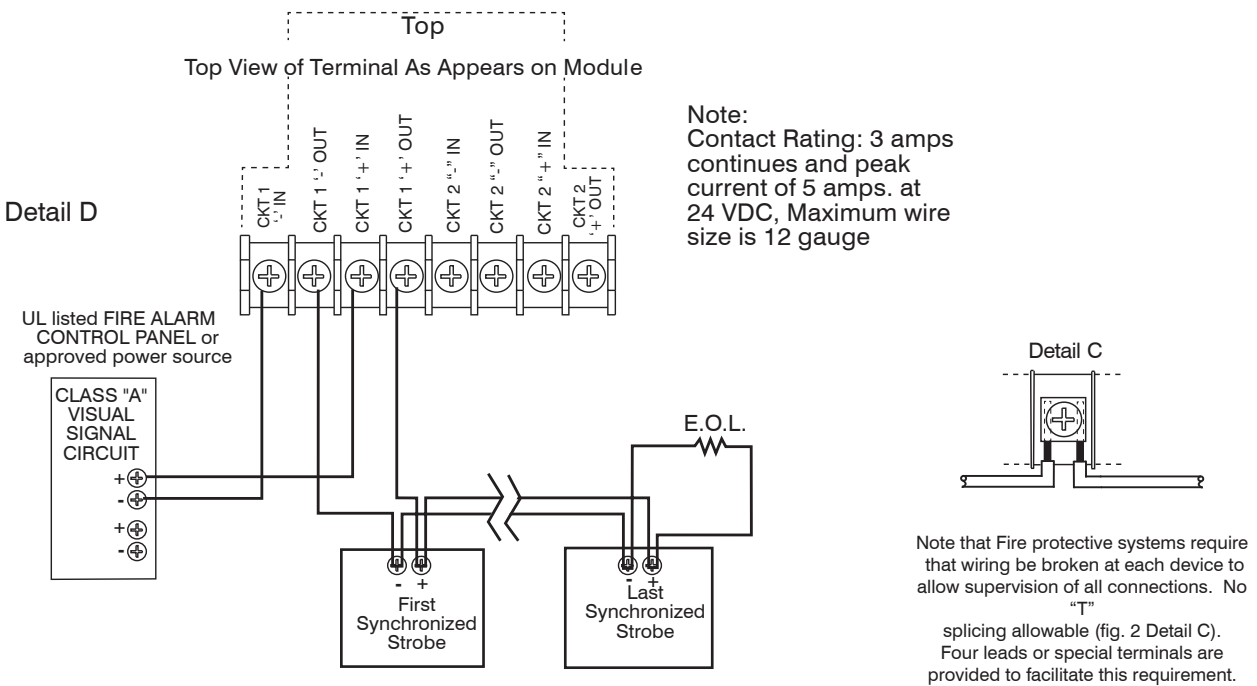 Top
Top View of Terminal As Appears on Module
CKT 1
'-' IN
CKT 1 '-' OUT
CKT 1 '+' IN
CKT 1 '+' OUT
CKT 2 "-" IN
CKT 2 "-" OUT
CKT 2 "+" IN
CKT 2
'+' OUT
Note:
Contact Rating: 3 amps
continues and peak
current of 5 amps. at
24 VDC, Maximum wire
size is 12 gauge
Detail D
UL listed FIRE ALARM
CONTROL PANEL or
approved power source
CLASS "A"
VISUAL
SIGNAL
CIRCUIT
+
-
+
-
E.O.L.
- +
First
Synchronized
Strobe
- +
Last
Synchronized
Strobe
Detail C
Note that Fire protective systems require
that wiring be broken at each device to
allow supervision of all connections. No
“T”
splicing allowable (fig. 2 Detail C).
Four leads or special terminals are
provided to facilitate this requirement.